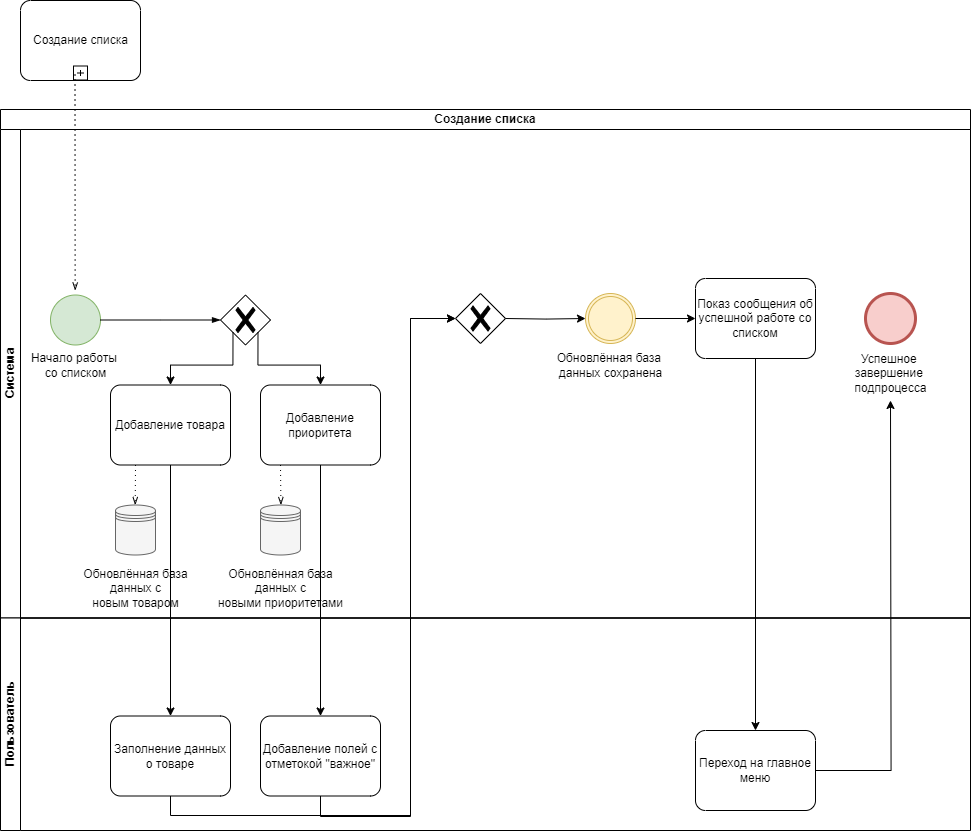 Создание списка
Создание списка
Система
Начало работы
со списком
Добавление товара
Добавление
приоритета
Обновлённая база
данных с
новым товаром
Обновлённая база
данных с
новыми приоритетами
Обновлённая база
данных сохранена
Показ сообщения об
успешной работе со
списком
Успешное
завершение
подпроцесса
Пользователь
Заполнение данных
о товаре
Добавление полей с
отметокой "важное"
Переход на главное
меню